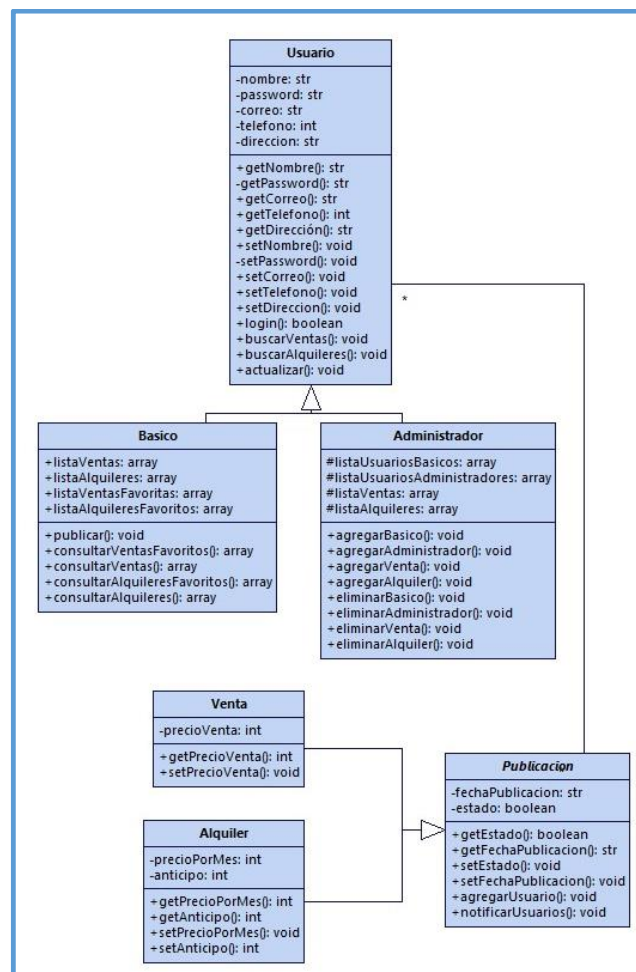 Usuario
-nombre: str
-password: str
-correo: str
-telefono: int
-direccion: str
+getNombre(): str
-getPassword(): str
+getCorreo(): str
+getTelefono(): int
+getDirección(): str
+setNombre(): void
-setPassword(): void
+setCorreo(): void
+setTelefono(): void
+setDireccion(): void
+login(): boolean
+buscarVentas(): void
+buscarAlquileres(): void
+actualizar(): void
*
Basico
+listaVentas: array
+listaAlquileres: array
+listaVentasFavoritas: array
+listaAlquileresFavoritos: array
+publicar(): void
+consultarVentasFavoritos(): array
+consultarVentas(): array
+consultarAlquileresFavoritos(): array
+consultarAlquileres(): array
Administrador
#listaUsuariosBasicos: array
#listaUsuariosAdministradores: array
#listaVentas: array
#listaAlquileres: array
+agregarBasico(): void
+agregarAdministrador(): void
+agregarVenta(): void
+agregarAlquiler(): void
+eliminarBasico(): void
+eliminarAdministrador(): void
+eliminarVenta(): void
+eliminarAlquiler(): void
Venta
-precioVenta: int
+getPrecioVenta(): int
+setPrecioVenta(): void
Alquiler
-precioPorMes: int
-anticipo: int
+getPrecioPorMes(): int
+getAnticipo(): int
+setPrecioPorMes(): void
+setAnticipo(): int
Publicacion
-fechaPublicacion: str
-estado: boolean
+getEstado(): boolean
+getFechaPublicacion(): str
+setEstado(): void
+setFechaPublicacion(): void
+agregarUsuario(): void
+notificarUsuarios(): void